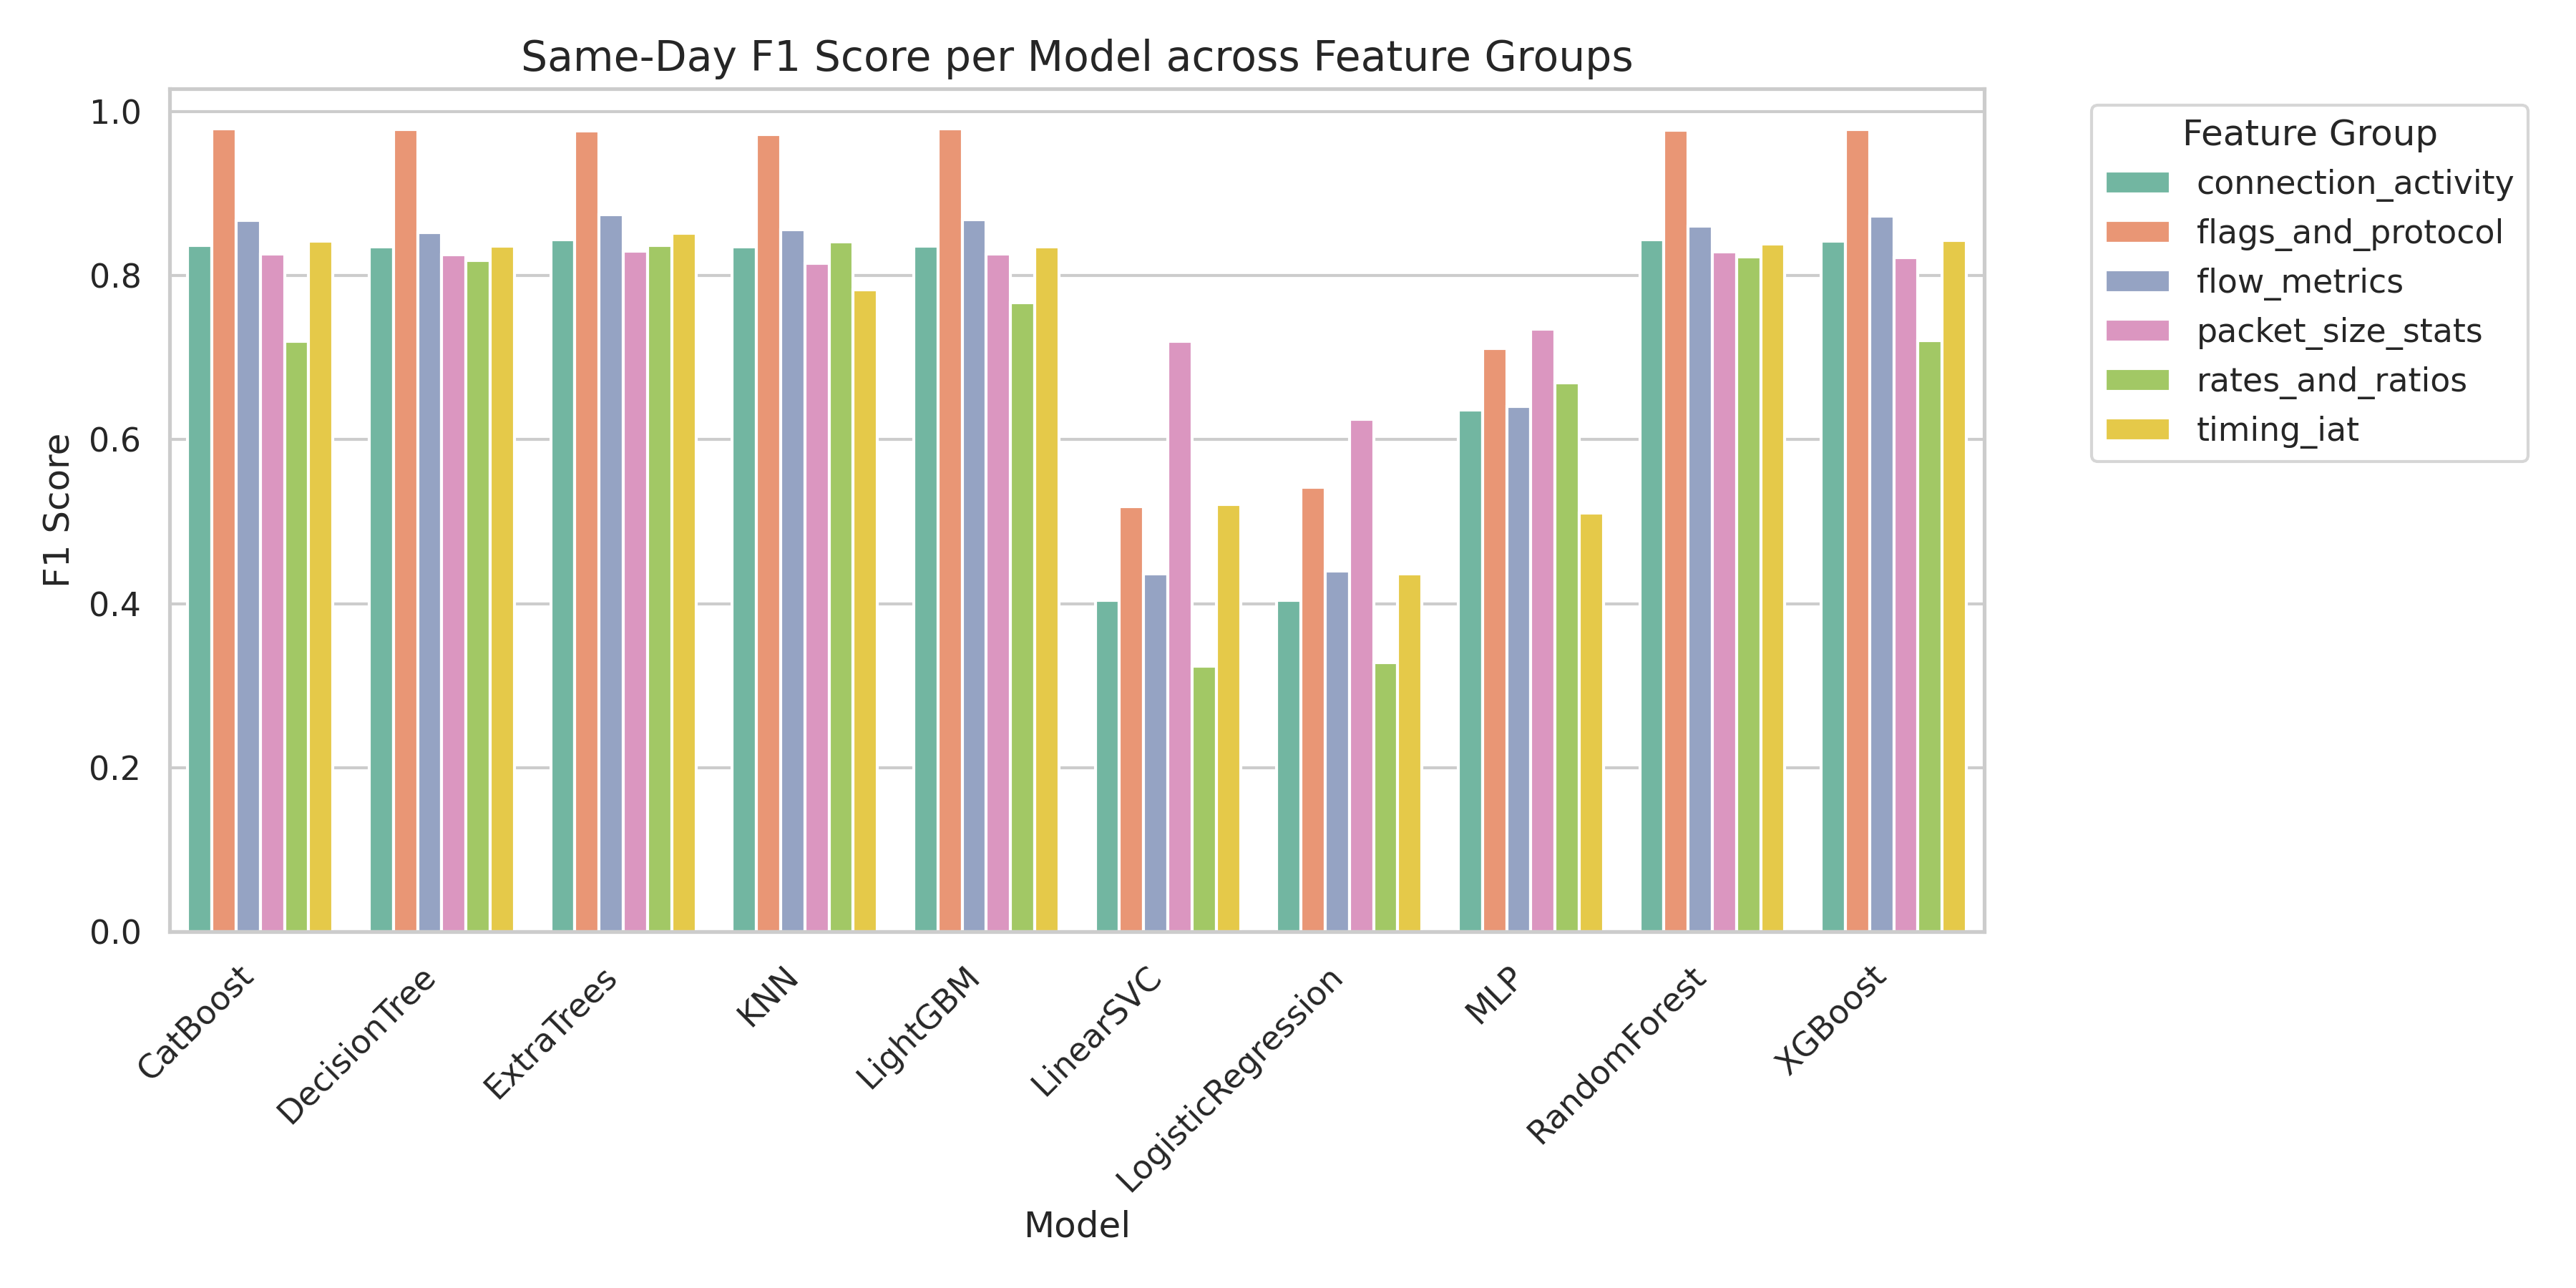 Same-Day F1 Score per Model across Feature Groups
F1 Score
1.0
0.8
0.6
0.4
0.2
0.0
CatBoost
DecisionTree
ExtraTrees
KNN
LightGBM
LinearSVC
LogisticRegression
MLP
RandomForest
XGBoost
Model
Feature Group
connection_activity
flags_and_protocol
flow_metrics
packet_size_stats
rates_and_ratios
timing_iat